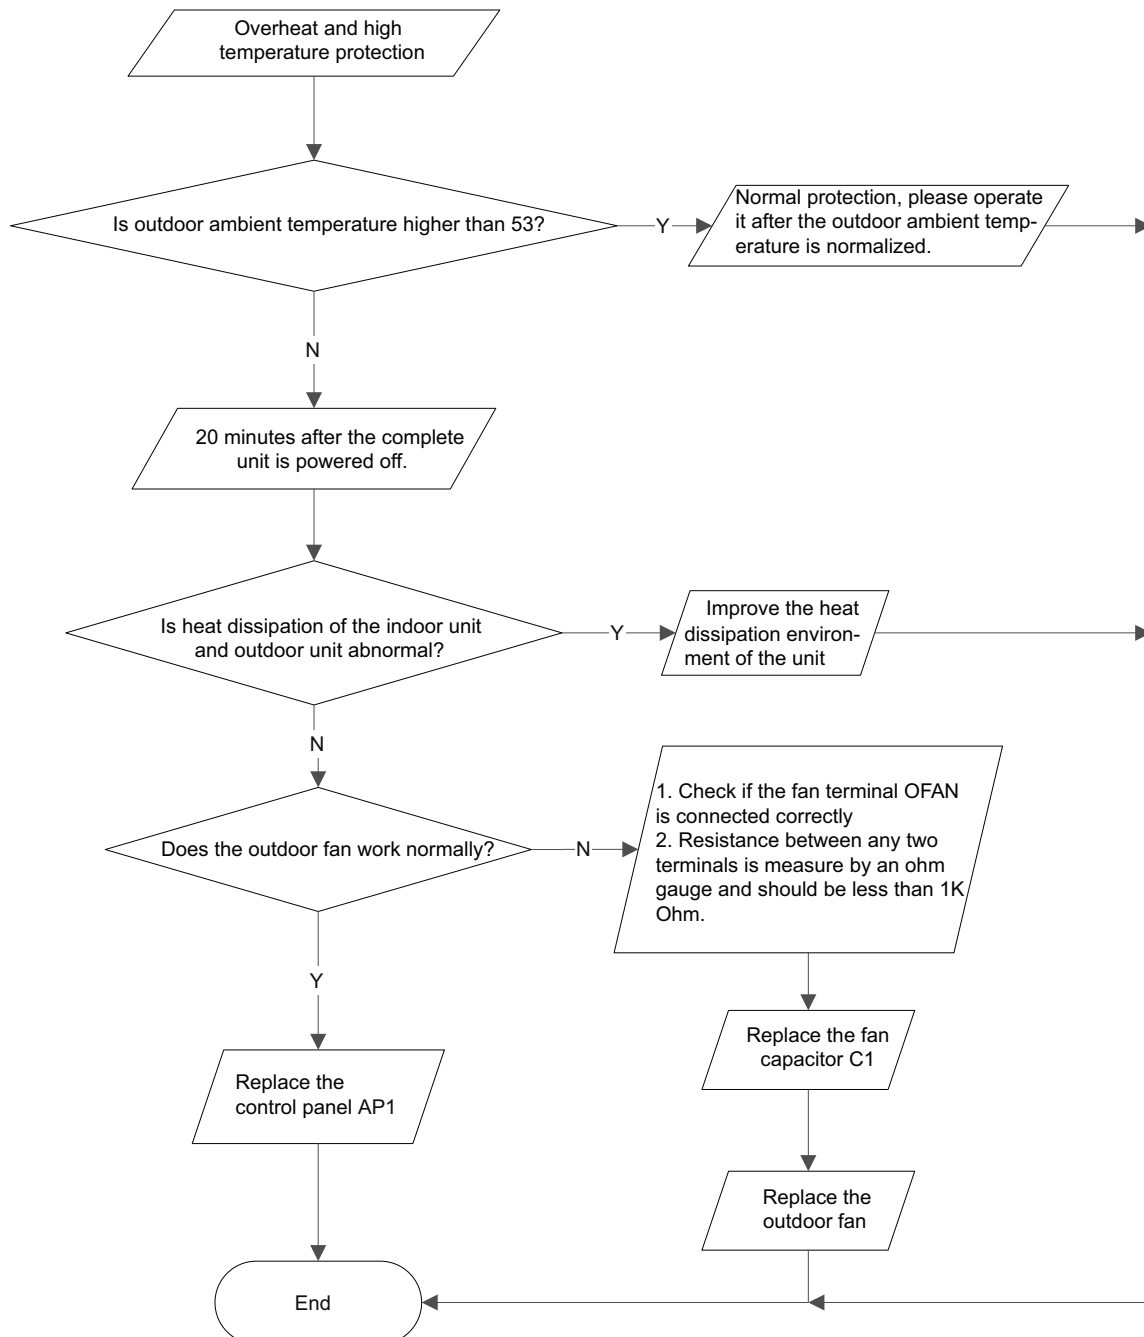 Overheat and high
temperature protection
Is outdoor ambient temperature higher than 53?
Y
Normal protection, please operate
it after the outdoor ambient temp-
erature is normalized.
N
20 minutes after the complete
unit is powered off.
Is heat dissipation of the indoor unit
and outdoor unit abnormal?
Y
Improve the heat
dissipation environ-
ment of the unit
N
Does the outdoor fan work normally?
N
1. Check if the fan terminal OFAN
is connected correctly
2. Resistance between any two
terminals is measure by an ohm
gauge and should be less than 1K
Ohm.
Y
Replace the fan
capacitor C1
Replace the
control panel AP1
Replace the
outdoor fan
End